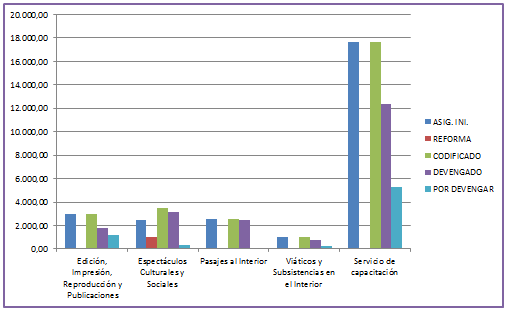 20.000,00
18.000,00
16.000,00
14.000,00
12.000,00
10.000,00
8.000,00
6.000,00
4.000,00
2.000,00
0,00
Edición,
Impresión,
Reproducción y
Publicaciones
Espectáculos
Culturales y
Sociales
Pasajes al Interior
Viáticos y
Subsistencias en
el Interior
Servicio de
capacitación
ASIG. INI.
REFORMA
CODIFICADO
DEVENGADO
POR DEVENGAR